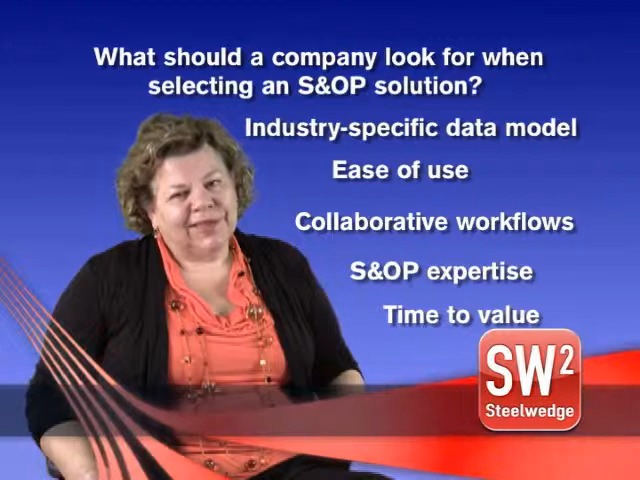 What should a company look for when
selecting an S&OP solution?
Industry-specific data model
Ease of use
Collaborative workflows
S&OP expertise
Time to value
SW2
Steelwedge